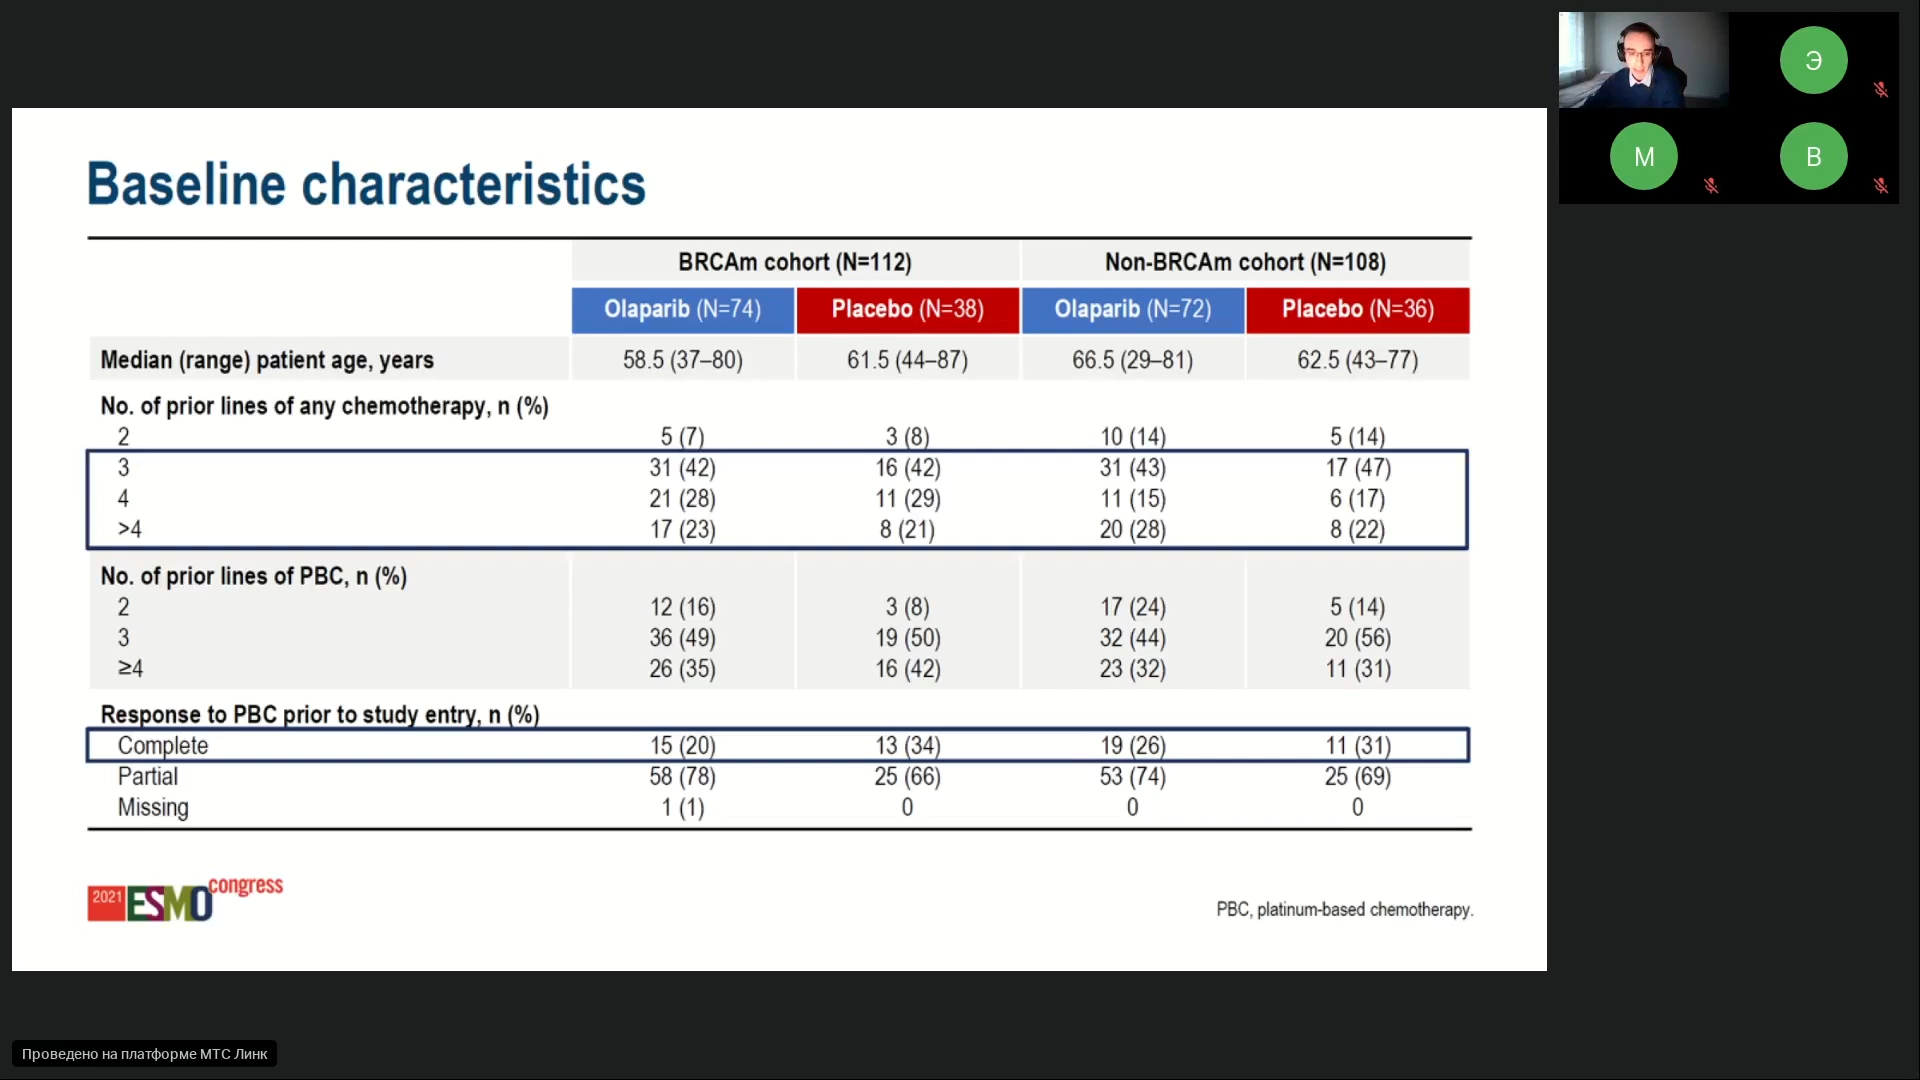 Э
М
В
Baseline characteristics
BRCAm cohort (N=112) Non-BRCAm cohort (N=108)
Olaparib (N=74) Placebo (N=38) Olaparib (N=72) Placebo (N=36)
Median (range) patient age, years 58.5 (37–80) 61.5 (44–87) 66.5 (29–81) 62.5 (43–77)
No. of prior lines of any chemotherapy, n (%)
2 5 (7) 3 (8) 10 (14) 5 (14)
3 31 (42) 16 (42) 31 (43) 17 (47)
4 21 (28) 11 (29) 11 (15) 6 (17)
>4 17 (23) 8 (21) 20 (28) 8 (22)
No. of prior lines of PBC, n (%)
2 12 (16) 3 (8) 17 (24) 5 (14)
3 36 (49) 19 (50) 32 (44) 20 (56)
≥4 26 (35) 16 (42) 23 (32) 11 (31)
Response to PBC prior to study entry, n (%)
Complete 15 (20) 13 (34) 19 (26) 11 (31)
Partial 58 (78) 25 (66) 53 (74) 25 (69)
Missing 1 (1) 0 0 0
2021 ESMO congress
PBC, platinum-based chemotherapy.
Проведено на платформе МТС Линк